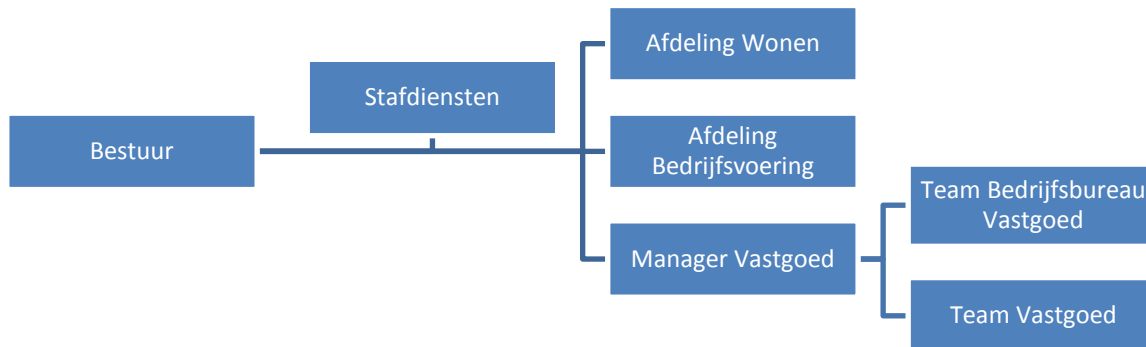 Afdeling Wonen
Stafdiensten
Bestuur
Afdeling
Bedrijfsvoering
Team Bedrijfsbureau
Vastgoed
Manager Vastgoed
Team Vastgoed